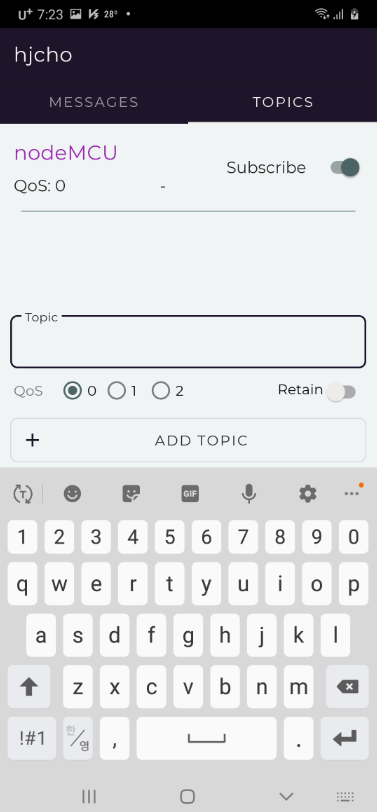 U+ 7:23 28°
hjcho
MESSAGES TOPICS
nodeMCU
Subscribe
QoS: 0 -
Topic
QoS 0 1 2 Retain
+ ADD TOPIC
GIF
1 2 3 4 5 6 7 8 9 0
q w e r t y u i o p
a s d f g h j k l
z x c v b n m
!#1 한/영 , .